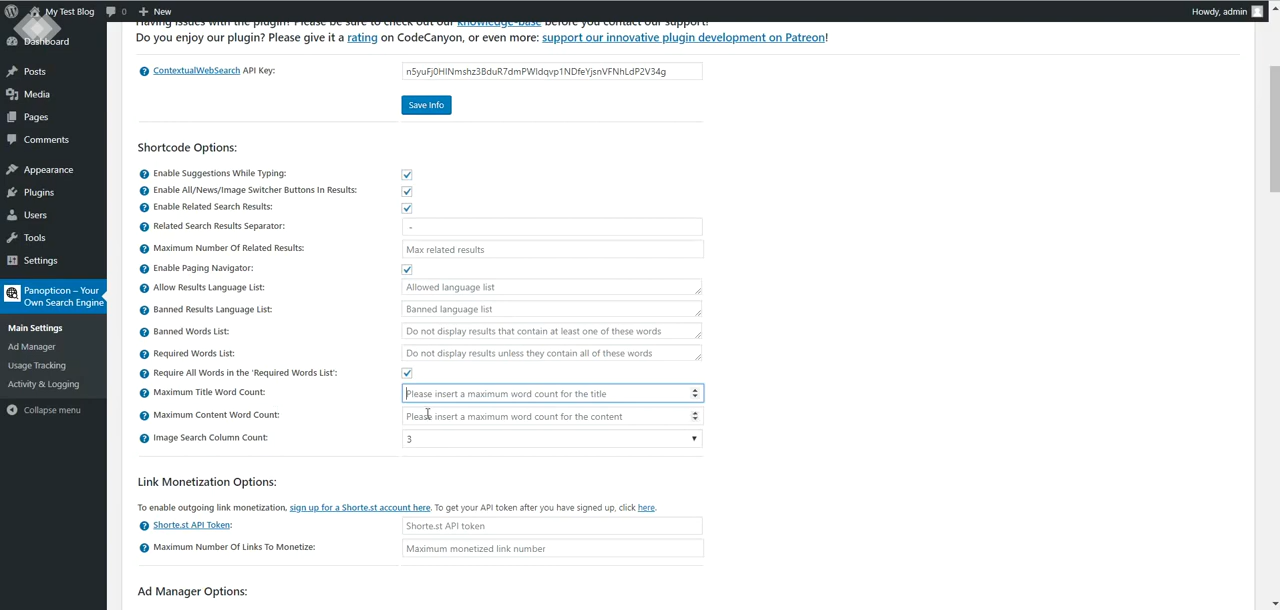 My Test Blog 0 New Howdy, admin
Having issues with the plugin? Please be sure to check out our knowledge-base before you contact our support!
Do you enjoy our plugin? Please give it a rating on CodeCanyon, or even more: support our innovative plugin development on Patreon!
Dashboard
Posts
Media
Pages
Comments
Appearance
Plugins
Users
Tools
Settings
Panopticon – Your
Own Search Engine
Main Settings
Ad Manager
Usage Tracking
Activity & Logging
Collapse menu
ContextualWebSearch API Key: n5yuFj0HINmshz3BduR7dmPWldqvp1NDfeYjsnVFNhLdP2V34g
Save Info
Shortcode Options:
Enable Suggestions While Typing:
Enable All/News/Image Switcher Buttons In Results:
Enable Related Search Results:
Related Search Results Separator: -
Maximum Number Of Related Results: Max related results
Enable Paging Navigator:
Allow Results Language List: Allowed language list
Banned Results Language List: Banned language list
Banned Words List: Do not display results that contain at least one of these words
Required Words List: Do not display results unless they contain all of these words
Require All Words in the 'Required Words List':
Maximum Title Word Count: Please insert a maximum word count for the title
Maximum Content Word Count: Please insert a maximum word count for the content
Image Search Column Count: 3
Link Monetization Options:
To enable outgoing link monetization, sign up for a Shorte.st account here. To get your API token after you have signed up, click here.
Shorte.st API Token: Shorte.st API token
Maximum Number Of Links To Monetize: Maximum monetized link number
Ad Manager Options: